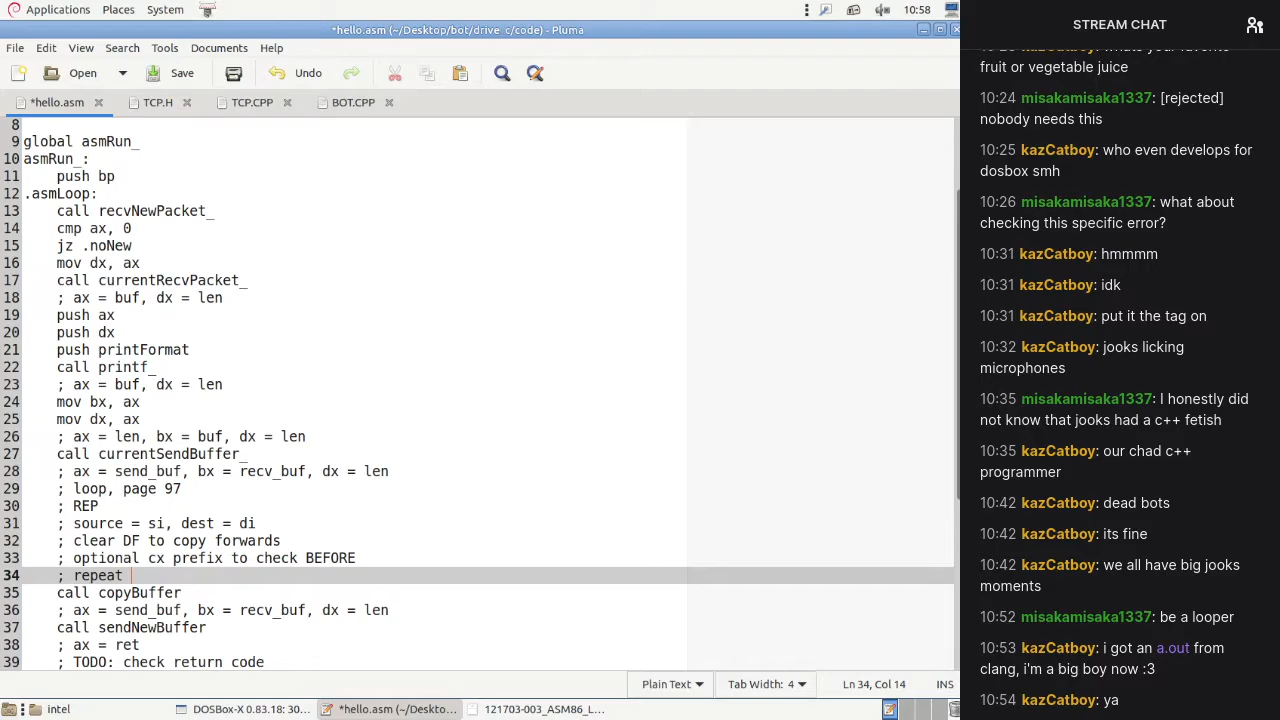 Applications Places System 10:58
*hello.asm (~/Desktop/bot/drive_c/code) - Pluma
File Edit View Search Tools Documents Help
Open Save Undo
*hello.asm TCP.H TCP.CPP BOT.CPP
8
9 global asmRun_
10 asmRun_:
11 push bp
12 .asmLoop:
13 call recvNewPacket_
14 cmp ax, 0
15 jz .noNew
16 mov dx, ax
17 call currentRecvPacket_
18 ; ax = buf, dx = len
19 push ax
20 push dx
21 push printFormat
22 call printf_
23 ; ax = buf, dx = len
24 mov bx, ax
25 mov dx, ax
26 ; ax = len, bx = buf, dx = len
27 call currentSendBuffer_
28 ; ax = send_buf, bx = recv_buf, dx = len
29 ; loop, page 97
30 ; REP
31 ; source = si, dest = di
32 ; clear DF to copy forwards
33 ; optional cx prefix to check BEFORE
34 ; repeat
35 call copyBuffer
36 ; ax = send_buf, bx = recv_buf, dx = len
37 call sendNewBuffer
38 ; ax = ret
39 ; TODO: check return code
Plain Text Tab Width: 4 Ln 34, Col 14 INS
intel DOSBox-X 0.83.18: 30... *hello.asm (~/Deskto... 121703-003_ASM86_L...
STREAM CHAT
kazCatboy:
fruit or vegetable juice
10:24 misakamisaka1337: [rejected]
nobody needs this
10:25 kazCatboy: who even develops for
dosbox smh
10:26 misakamisaka1337: what about
checking this specific error?
10:31 kazCatboy: hmmmm
10:31 kazCatboy: idk
10:31 kazCatboy: put it the tag on
10:32 kazCatboy: jooks licking
microphones
10:35 misakamisaka1337: I honestly did
not know that jooks had a c++ fetish
10:35 kazCatboy: our chad c++
programmer
10:42 kazCatboy: dead bots
10:42 kazCatboy: its fine
10:42 kazCatboy: we all have big jooks
moments
10:52 misakamisaka1337: be a looper
10:53 kazCatboy: i got an a.out from
clang, i'm a big boy now :3
10:54 kazCatboy: ya